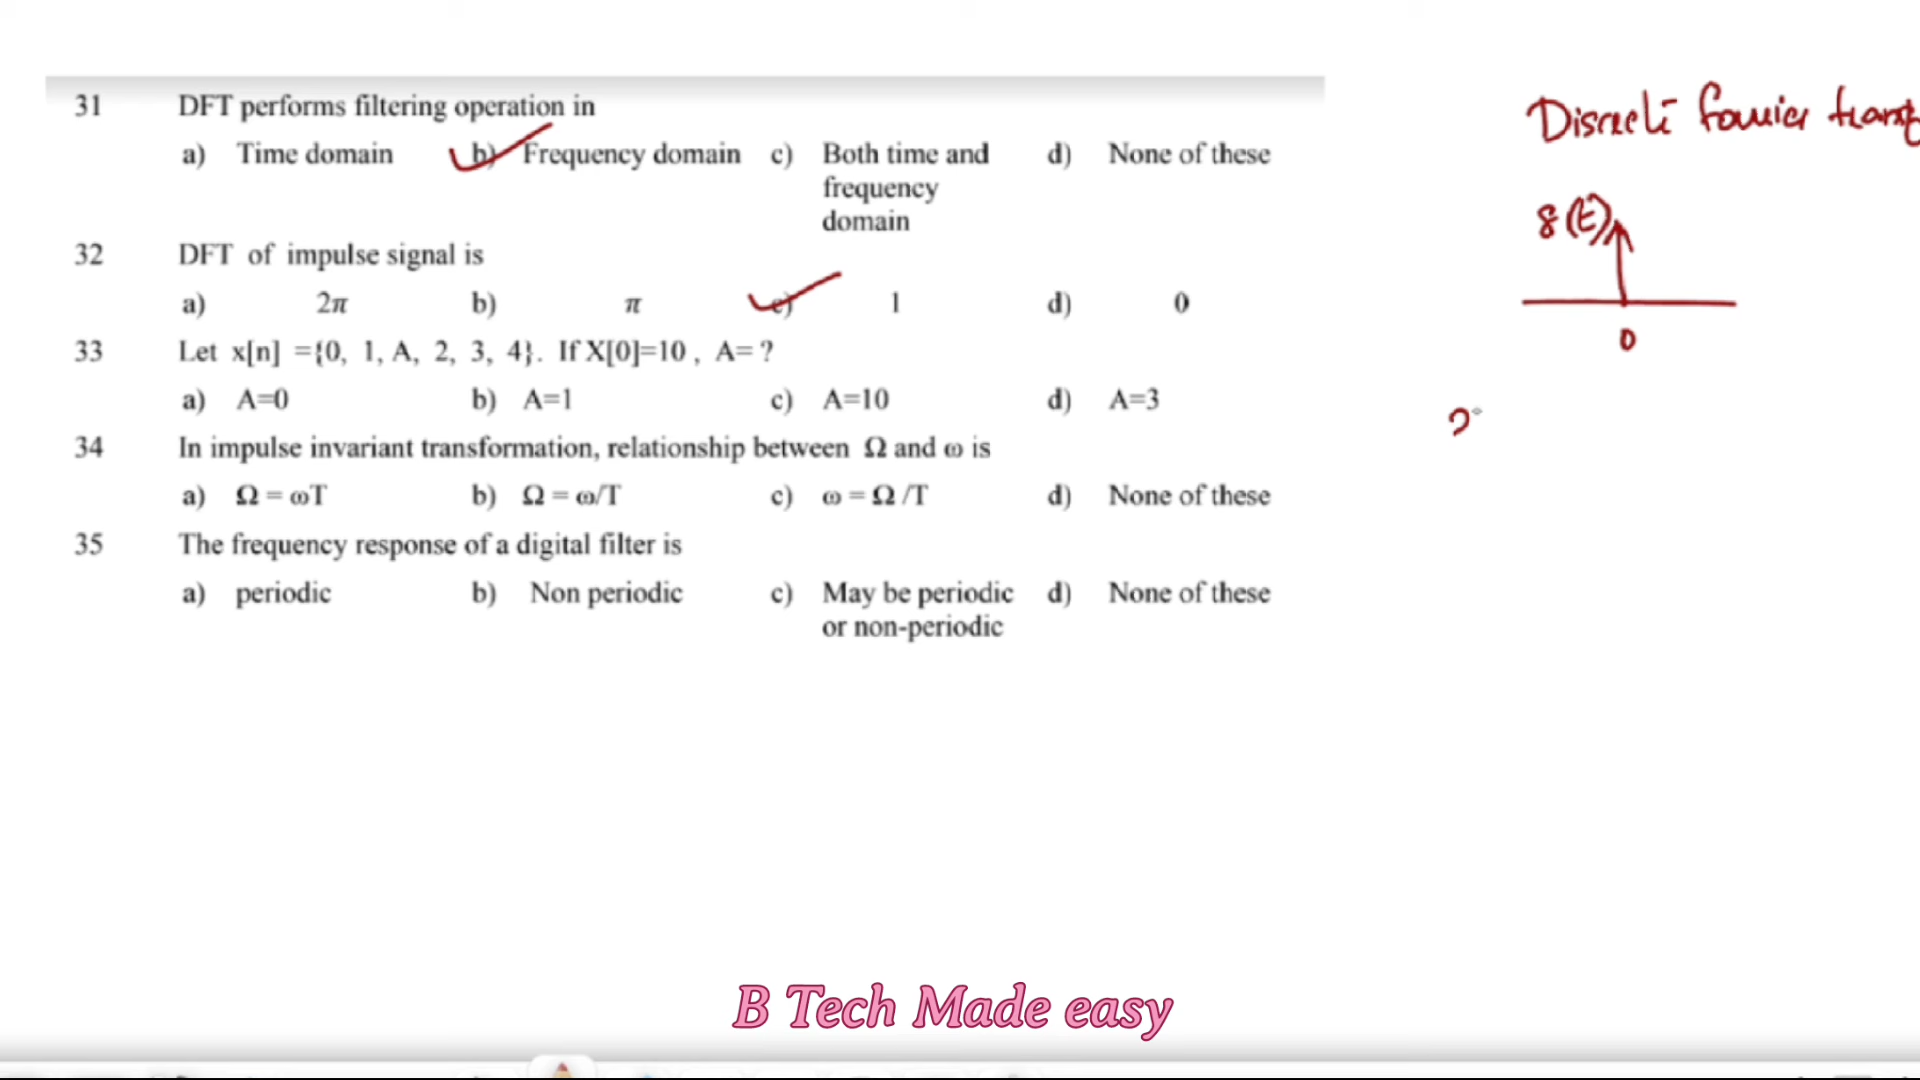 31 DFT performs filtering operation in
a) Time domain b) Frequency domain c) Both time and frequency domain d) None of these
32 DFT of impulse signal is
a) 2π b) π c) 1 d) 0
33 Let x[n] ={0, 1, A, 2, 3, 4}. If X[0]=10 , A= ?
a) A=0 b) A=1 c) A=10 d) A=3
34 In impulse invariant transformation, relationship between Ω and ω is
a) Ω = ωT b) Ω = ω/T c) ω = Ω /T d) None of these
35 The frequency response of a digital filter is
a) periodic b) Non periodic c) May be periodic or non-periodic d) None of these
δ(t)
0
B Tech Made easy